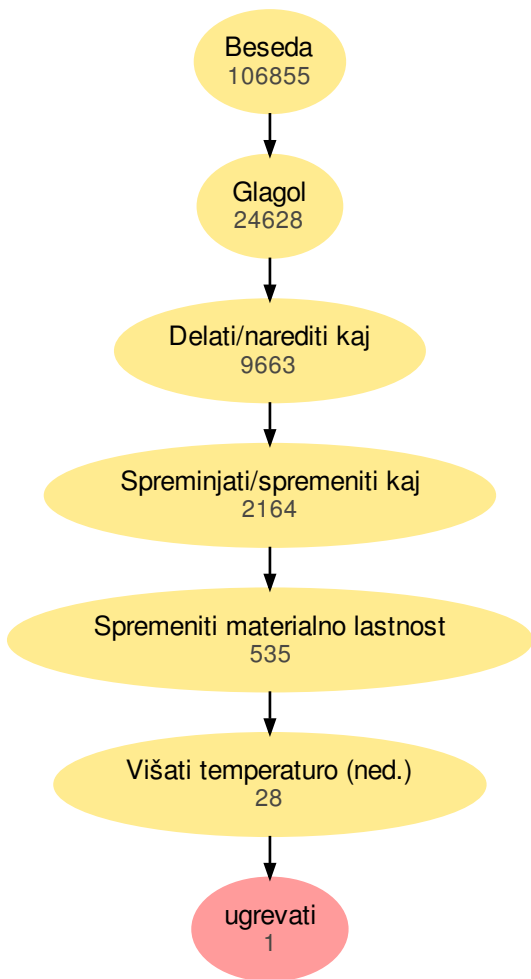 Beseda
106855
Glagol
24628
Delati/narediti kaj
9663
Spreminjati/spremeniti kaj
2164
Spremeniti materialno lastnost
535
Višati temperaturo (ned.)
28
ugrevati
1